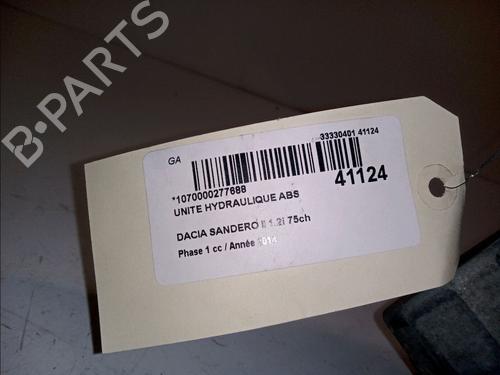 B-PARTS
GA
33330401 41124
*1070000277688
41124
UNITE HYDRAULIQUE ABS
DACIA SANDERO II 1.2i 75ch
Phase 1 cc / Année 2014